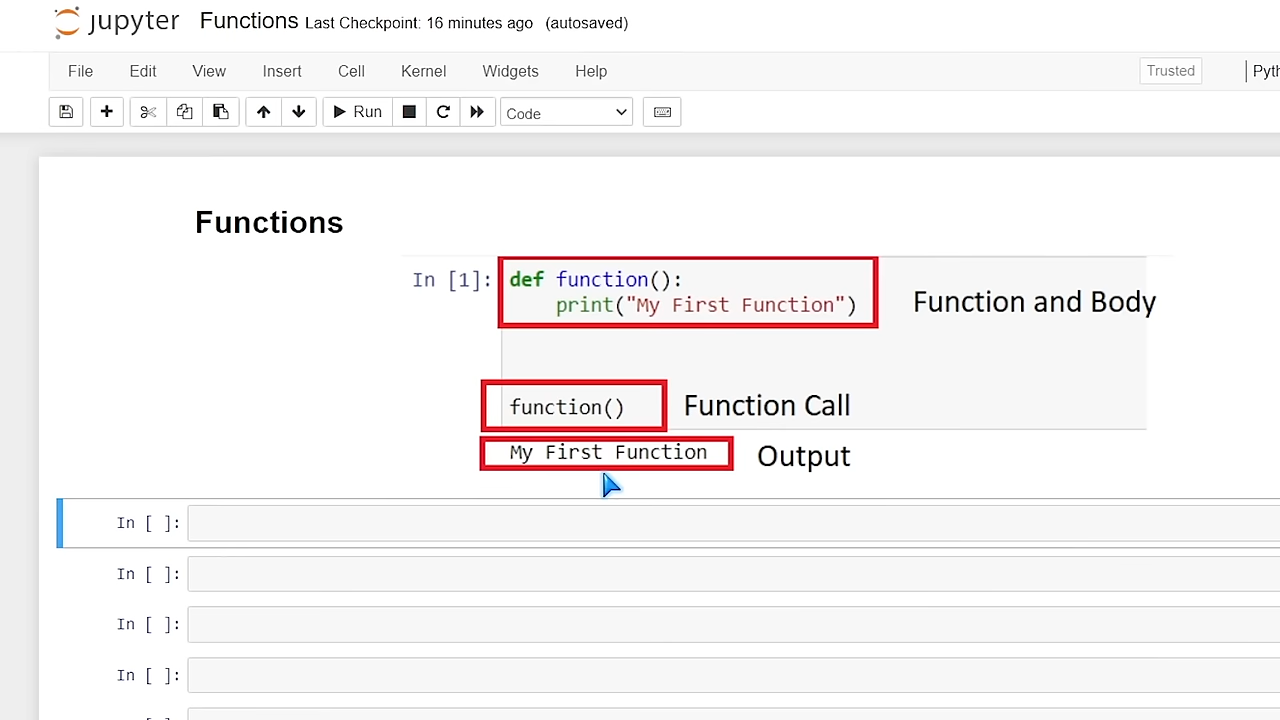 jupyter Functions Last Checkpoint: 16 minutes ago (autosaved)
File Edit View Insert Cell Kernel Widgets Help Trusted
Run Code
Functions
In [1]: def function():
print("My First Function") Function and Body
function() Function Call
My First Function Output
In [ ]:
In [ ]:
In [ ]:
In [ ]: